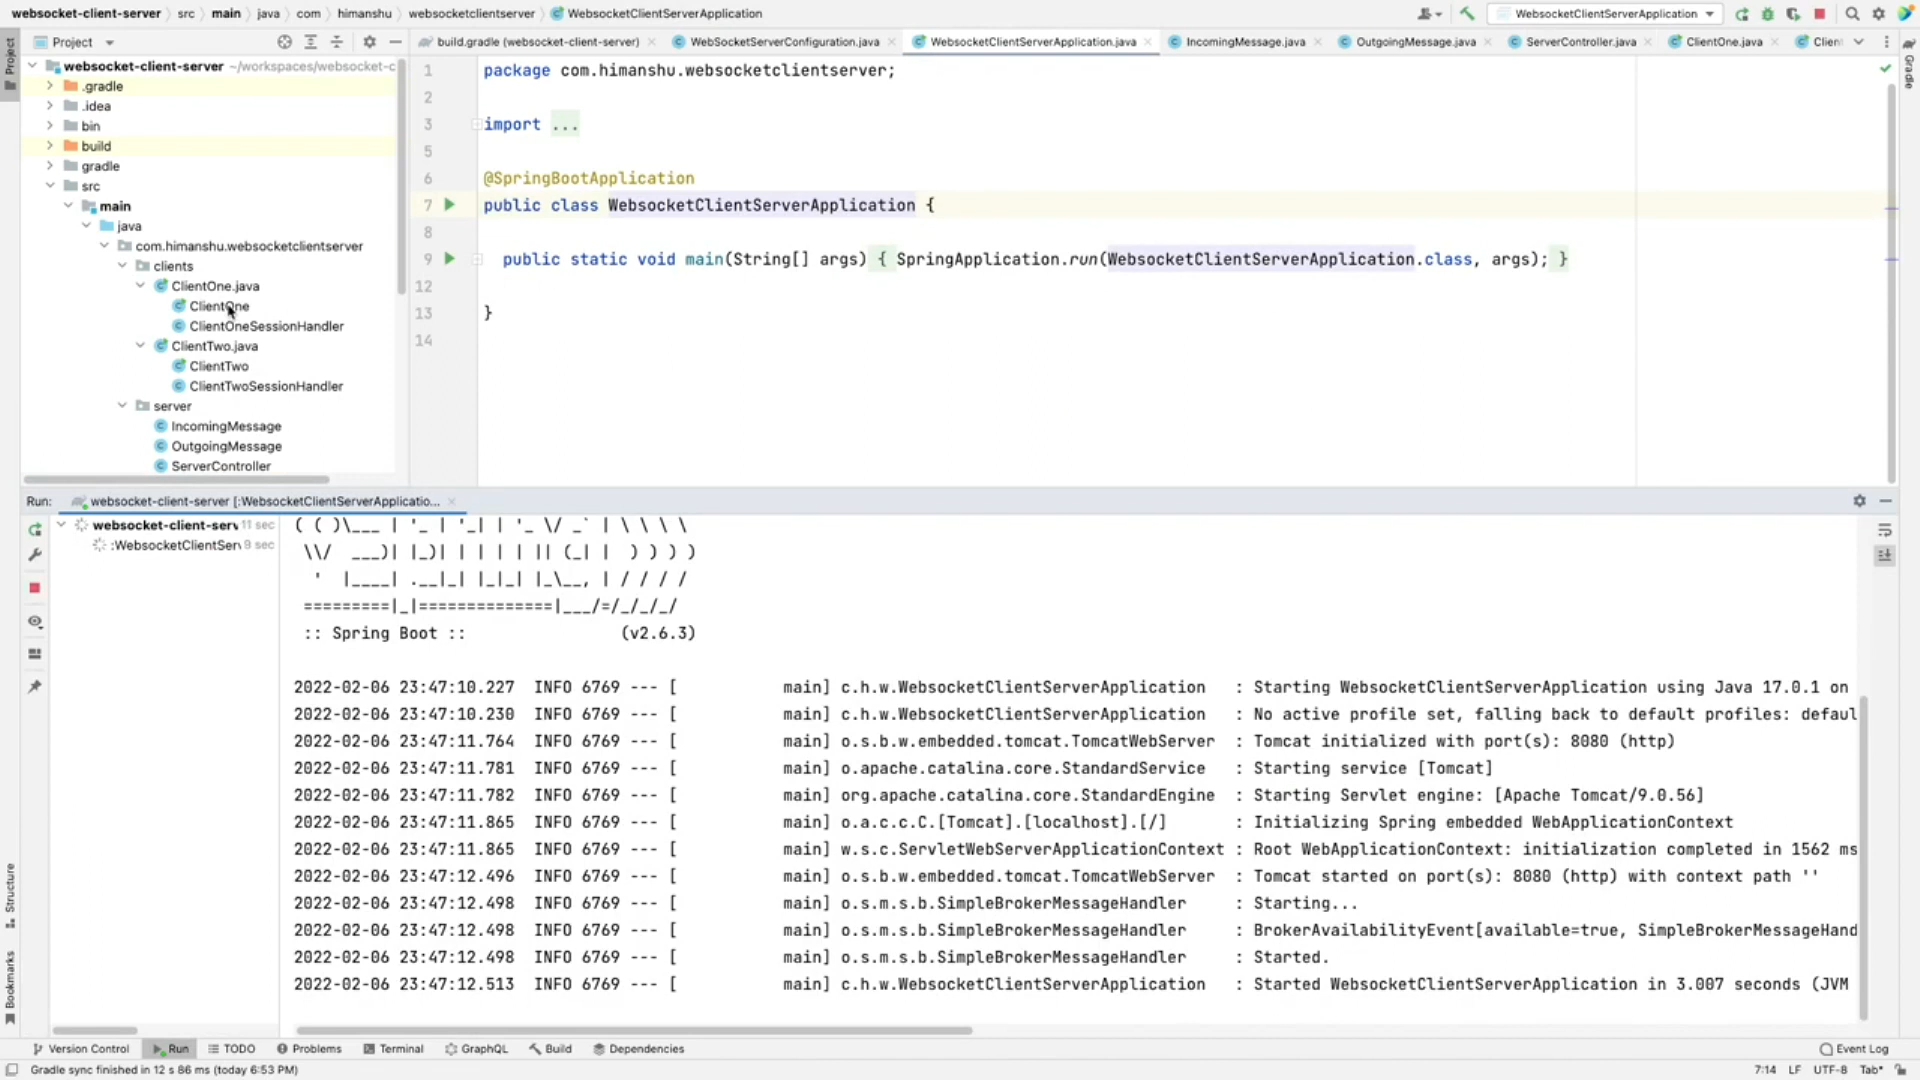 websocket-client-server src main java com himanshu websocketclientserver WebsocketClientServerApplication
WebsocketClientServerApplication
Project
build.gradle (websocket-client-server)
WebSocketServerConfiguration.java
WebsocketClientServerApplication.java
IncomingMessage.java
OutgoingMessage.java
ServerController.java
ClientOne.java
Clien
Project
Gradle
websocket-client-server ~/workspaces/websocket-c
.gradle
.idea
bin
build
gradle
src
main
java
com.himanshu.websocketclientserver
clients
ClientOne.java
ClientOne
ClientOneSessionHandler
ClientTwo.java
ClientTwo
ClientTwoSessionHandler
server
IncomingMessage
OutgoingMessage
ServerController
1 package com.himanshu.websocketclientserver;
2
3 import ...
5
6 @SpringBootApplication
7 public class WebsocketClientServerApplication {
8
9 public static void main(String[] args) { SpringApplication.run(WebsocketClientServerApplication.class, args); }
12
13 }
14
Run: websocket-client-server [:WebsocketClientServerApplicatio...
websocket-client-serv 11 sec
:WebsocketClientSer 9 sec
( ( )\___ | '_ | '_| | '_ \/ _` | \ \ \ \
\\/ ___)| |_)| | | | | || (_| | ) ) ) )
' |____| .__|_| |_|_| |_\__, | / / / /
=========|_|==============|___/=/_/_/_/
:: Spring Boot :: (v2.6.3)
2022-02-06 23:47:10.227 INFO 6769 --- [ main] c.h.w.WebsocketClientServerApplication : Starting WebsocketClientServerApplication using Java 17.0.1 on
2022-02-06 23:47:10.230 INFO 6769 --- [ main] c.h.w.WebsocketClientServerApplication : No active profile set, falling back to default profiles: defaul
2022-02-06 23:47:11.764 INFO 6769 --- [ main] o.s.b.w.embedded.tomcat.TomcatWebServer : Tomcat initialized with port(s): 8080 (http)
2022-02-06 23:47:11.781 INFO 6769 --- [ main] o.apache.catalina.core.StandardService : Starting service [Tomcat]
2022-02-06 23:47:11.782 INFO 6769 --- [ main] org.apache.catalina.core.StandardEngine : Starting Servlet engine: [Apache Tomcat/9.0.56]
2022-02-06 23:47:11.865 INFO 6769 --- [ main] o.a.c.c.C.[Tomcat].[localhost].[/] : Initializing Spring embedded WebApplicationContext
2022-02-06 23:47:11.865 INFO 6769 --- [ main] w.s.c.ServletWebServerApplicationContext : Root WebApplicationContext: initialization completed in 1562 ms
2022-02-06 23:47:12.496 INFO 6769 --- [ main] o.s.b.w.embedded.tomcat.TomcatWebServer : Tomcat started on port(s): 8080 (http) with context path ''
2022-02-06 23:47:12.498 INFO 6769 --- [ main] o.s.m.s.b.SimpleBrokerMessageHandler : Starting...
2022-02-06 23:47:12.498 INFO 6769 --- [ main] o.s.m.s.b.SimpleBrokerMessageHandler : BrokerAvailabilityEvent[available=true, SimpleBrokerMessageHand
2022-02-06 23:47:12.498 INFO 6769 --- [ main] o.s.m.s.b.SimpleBrokerMessageHandler : Started.
2022-02-06 23:47:12.513 INFO 6769 --- [ main] c.h.w.WebsocketClientServerApplication : Started WebsocketClientServerApplication in 3.007 seconds (JVM
Structure
Bookmarks
Version Control Run TODO Problems Terminal GraphQL Build Dependencies Event Log
Gradle sync finished in 12 s 86 ms (today 6:53 PM) 7:14 LF UTF-8 Tab*